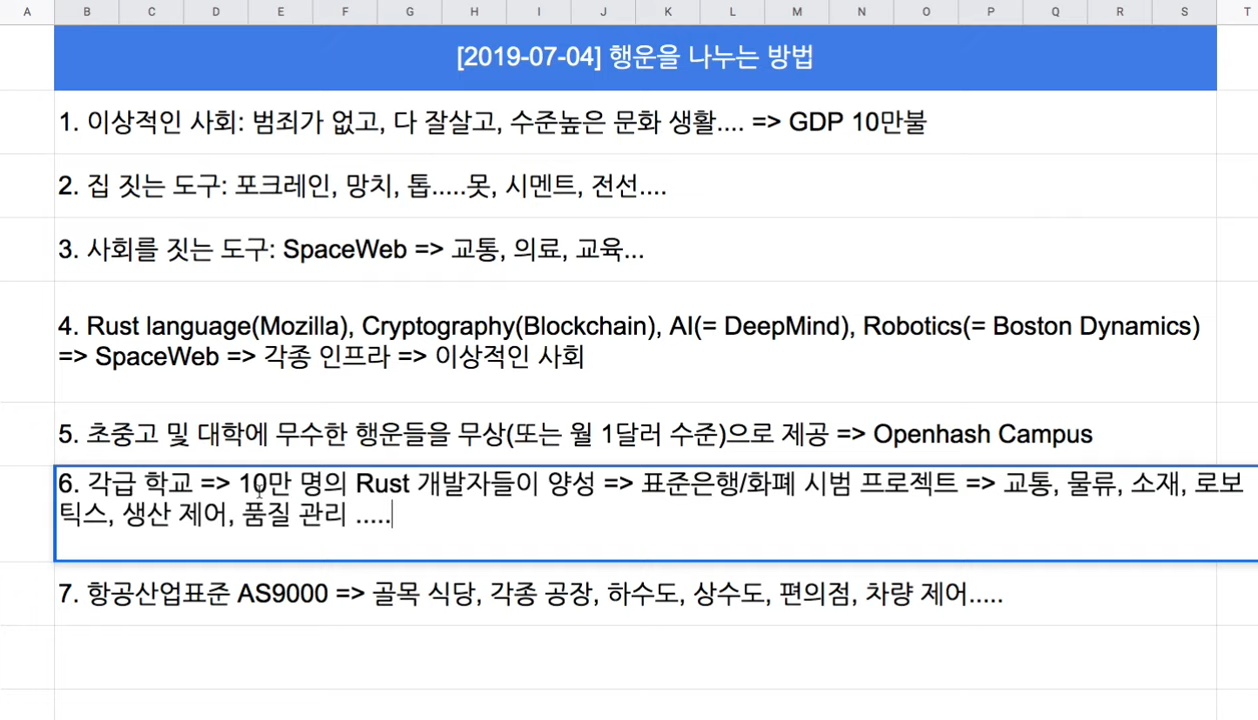 A B C D E F G H I J K L M N O P Q R S T
[2019-07-04] 행운을 나누는 방법
1. 이상적인 사회: 범죄가 없고, 다 잘살고, 수준높은 문화 생활.... => GDP 10만불
2. 집 짓는 도구: 포크레인, 망치, 톱.....못, 시멘트, 전선....
3. 사회를 짓는 도구: SpaceWeb => 교통, 의료, 교육...
4. Rust language(Mozilla), Cryptography(Blockchain), AI(= DeepMind), Robotics(= Boston Dynamics)
=> SpaceWeb => 각종 인프라 => 이상적인 사회
5. 초중고 및 대학에 무수한 행운들을 무상(또는 월 1달러 수준)으로 제공 => Openhash Campus
6. 각급 학교 => 10만 명의 Rust 개발자들이 양성 => 표준은행/화폐 시범 프로젝트 => 교통, 물류, 소재, 로보
틱스, 생산 제어, 품질 관리 .....
7. 항공산업표준 AS9000 => 골목 식당, 각종 공장, 하수도, 상수도, 편의점, 차량 제어.....